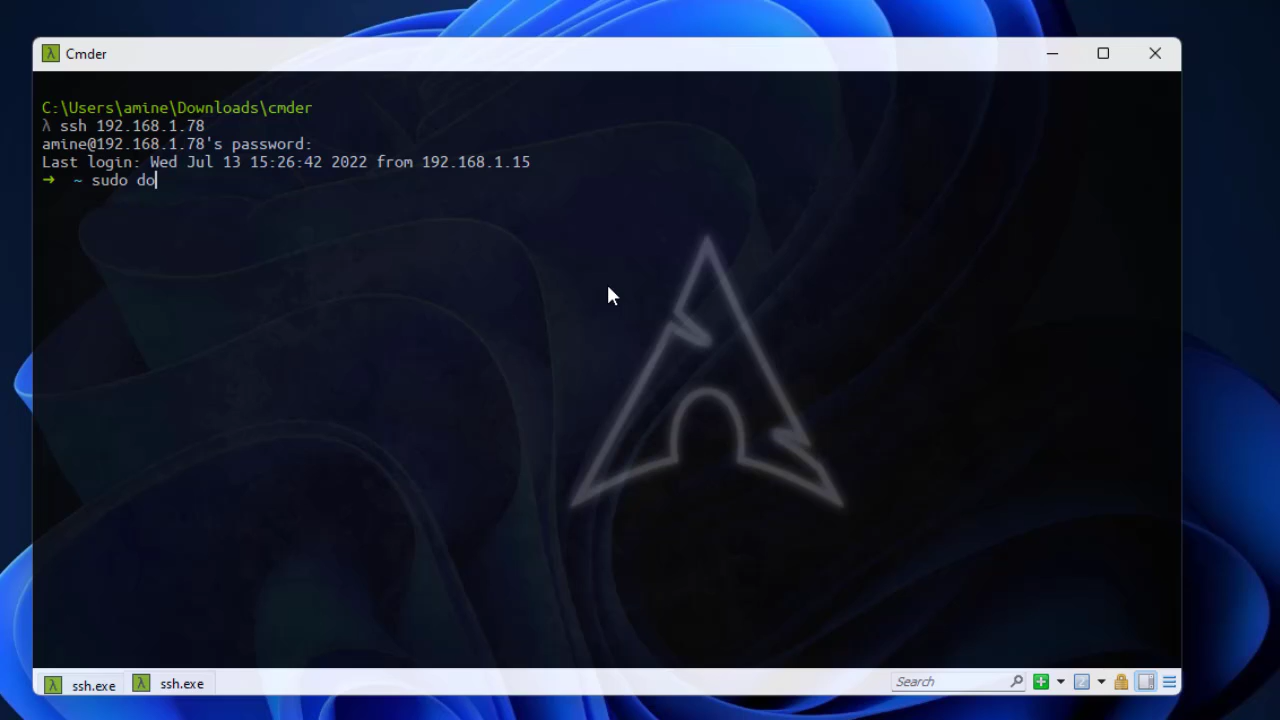 Cmder
C:\Users\amine\Downloads\cmder
λ ssh 192.168.1.78
amine@192.168.1.78's password:
Last login: Wed Jul 13 15:26:42 2022 from 192.168.1.15
➜ ~ sudo do
ssh.exe ssh.exe Search